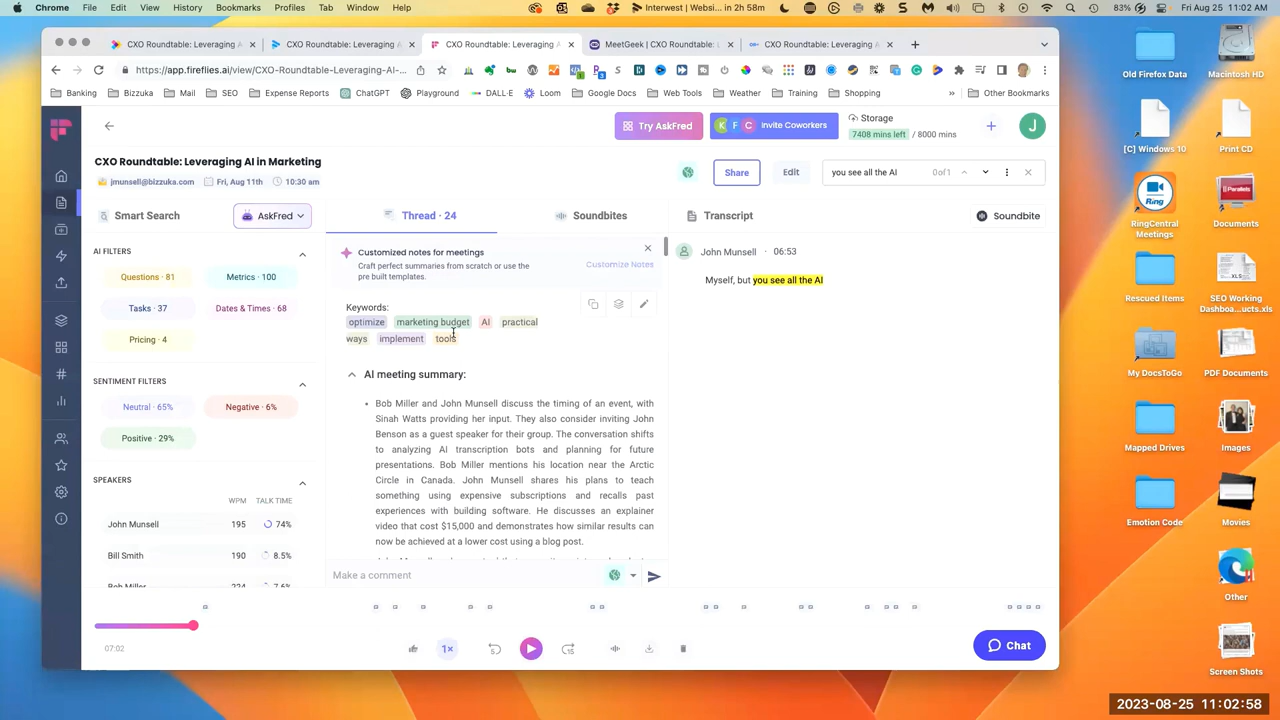 Chrome File Edit View History Bookmarks Profiles Tab Window Help
Interwest | Websi... in 2h 58m
83% Fri Aug 25 11:02 AM
CXO Roundtable: Leveraging A
CXO Roundtable: Leveraging A
CXO Roundtable: Leveraging A
MeetGeek | CXO Roundtable: L
CXO Roundtable: Leveraging A
https://app.fireflies.ai/view/CXO-Roundtable-Leveraging-AI-...
Banking Bizzuka Mail SEO Expense Reports ChatGPT Playground DALL·E Loom Google Docs Web Tools Weather Training Shopping » Other Bookmarks
Try AskFred
K F C Invite Coworkers
Storage
7408 mins left / 8000 mins
J
CXO Roundtable: Leveraging AI in Marketing
jmunsell@bizzuka.com Fri, Aug 11th 10:30 am
Share Edit
you see all the AI 0 of 1
Smart Search AskFred
Thread · 24 Soundbites
Transcript Soundbite
AI FILTERS
Questions · 81 Metrics · 100
Tasks · 37 Dates & Times · 68
Pricing · 4
SENTIMENT FILTERS
Neutral · 65% Negative · 6%
Positive · 29%
SPEAKERS
WPM TALK TIME
John Munsell 195 74%
Bill Smith 190 8.5%
Bob Miller 224 7.6%
Customized notes for meetings
Craft perfect summaries from scratch or use the
pre built templates.
Customize Notes
Keywords:
optimize marketing budget AI practical
ways implement tools
AI meeting summary:
• Bob Miller and John Munsell discuss the timing of an event, with
Sinah Watts providing her input. They also consider inviting John
Benson as a guest speaker for their group. The conversation shifts
to analyzing AI transcription bots and planning for future
presentations. Bob Miller mentions his location near the Arctic
Circle in Canada. John Munsell shares his plans to teach
something using expensive subscriptions and recalls past
experiences with building software. He discusses an explainer
video that cost $15,000 and demonstrates how similar results can
now be achieved at a lower cost using a blog post.
Make a comment
John Munsell · 06:53
Myself, but you see all the AI
07:02
1×
5
15
Chat
Old Firefox Data
Macintosh HD
[C] Windows 10
Print CD
Ring
RingCentral
Meetings
Parallels
Documents
Rescued Items
XLS
SEO Working
Dashboa...ucts.xls
My DocsToGo
PDF Documents
Mapped Drives
Images
Emotion Code
Movies
Other
Screen Shots
2023-08-25 11:02:58